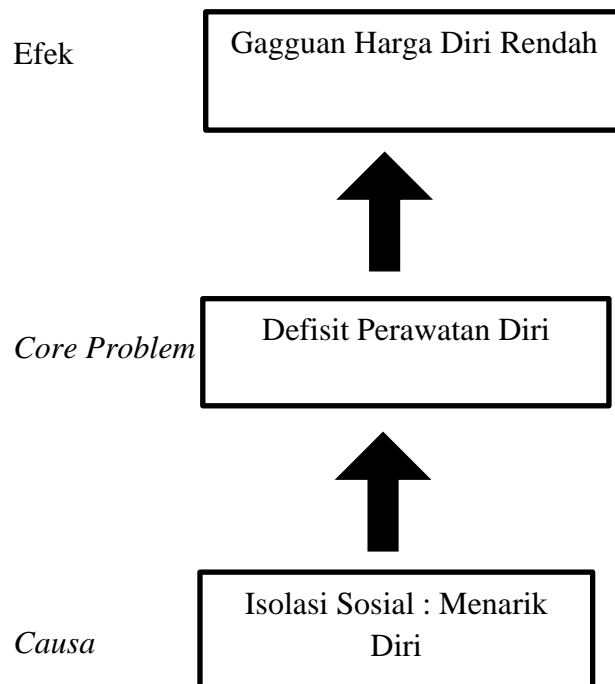 Efek
Gagguan Harga Diri Rendah
Core Problem
Defisit Perawatan Diri
Isolasi Sosial : Menarik
Diri
Causa